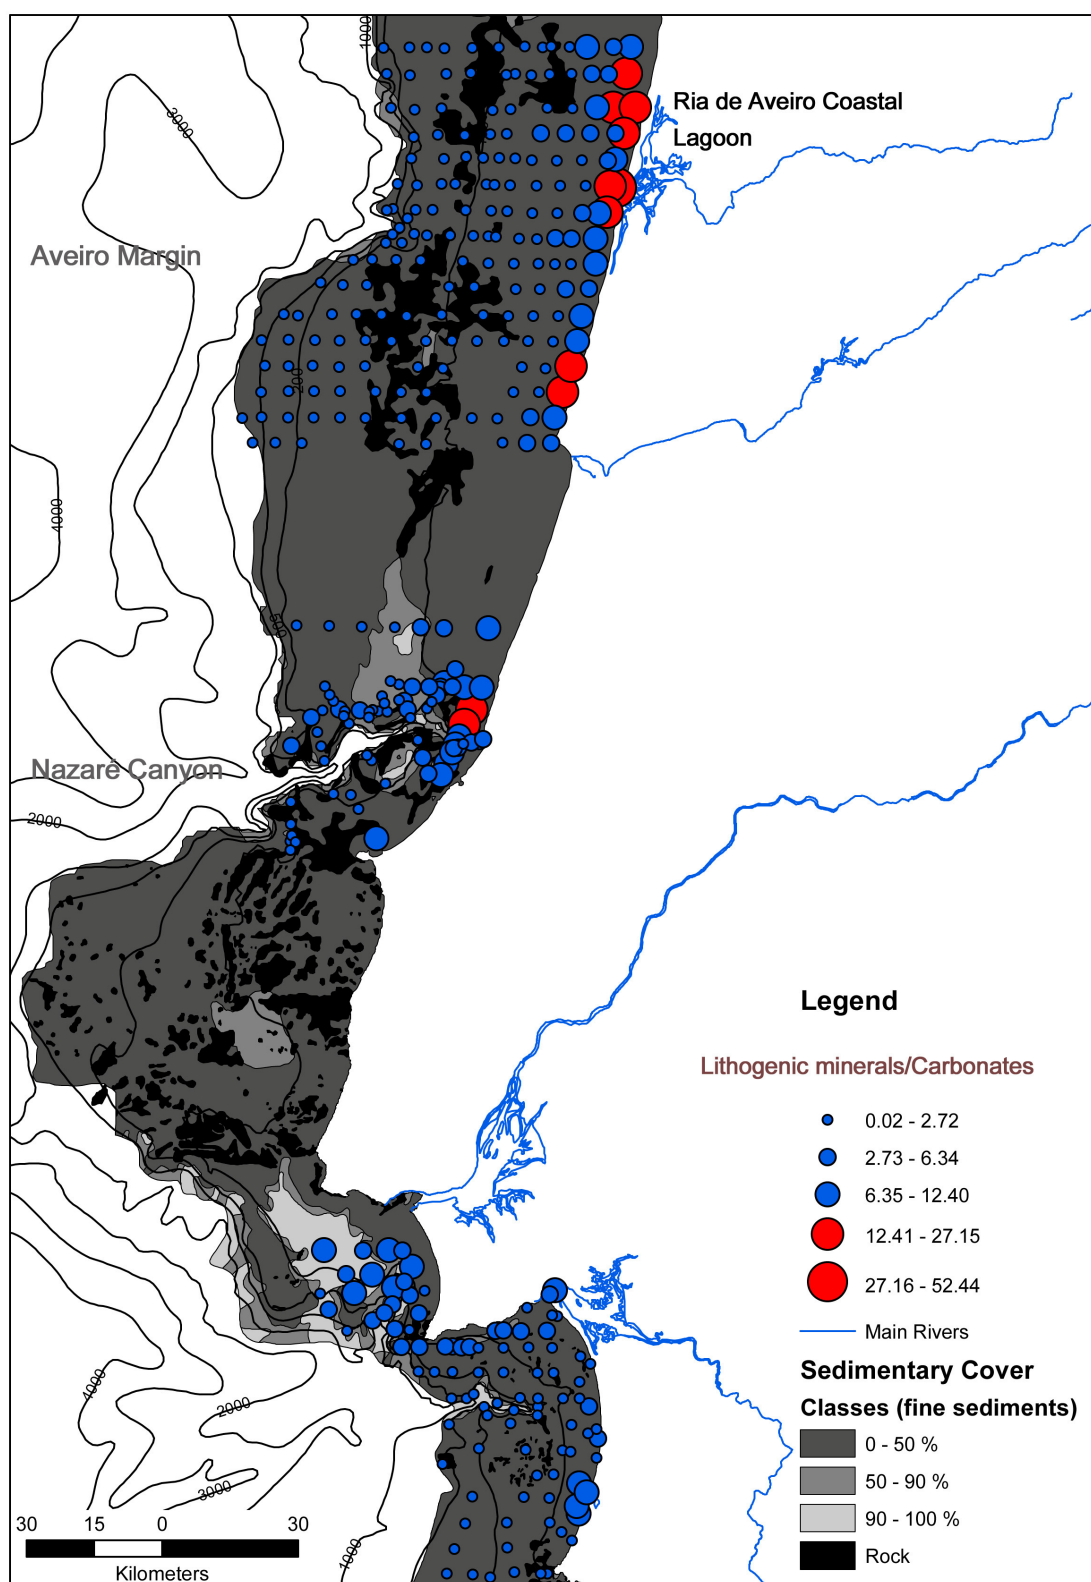 1000
3000
Ria de Aveiro Coastal
Lagoon
Aveiro Margin
200
4000
500
Nazaré Canyon
2000
Legend
Lithogenic minerals/Carbonates
0.02 - 2.72
2.73 - 6.34
6.35 - 12.40
12.41 - 27.15
27.16 - 52.44
Main Rivers
Sedimentary Cover
Classes (fine sediments)
0 - 50 %
50 - 90 %
90 - 100 %
Rock
4000
2000
3000
1000
30 15 0 30
Kilometers